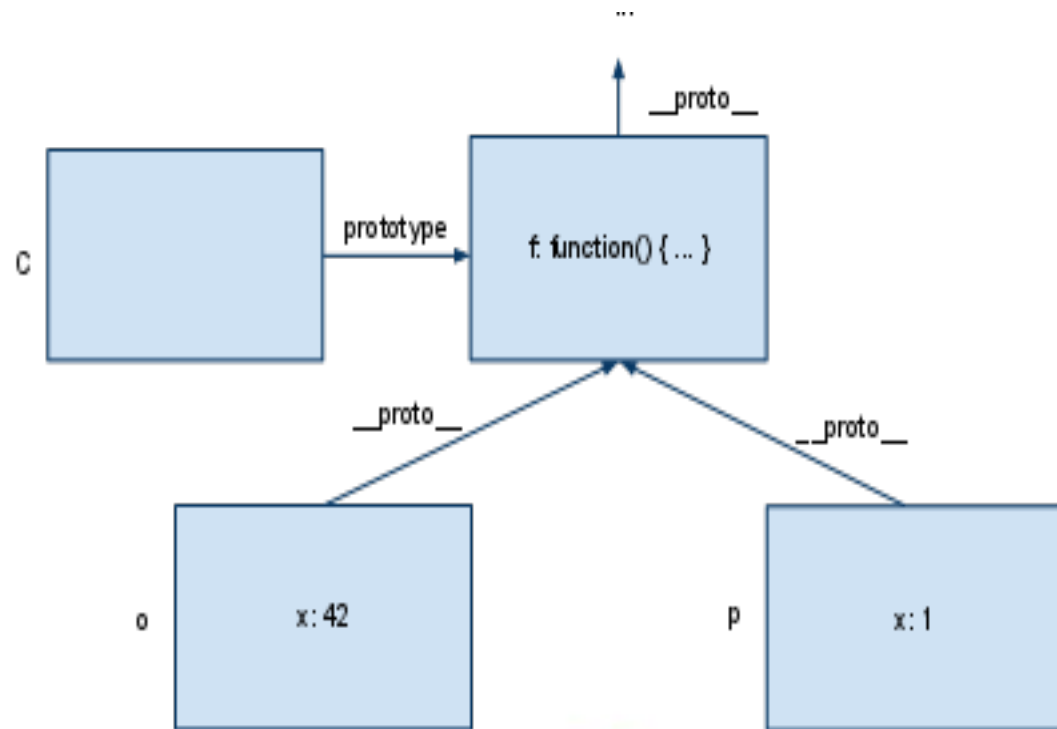 ...
__proto__
prototype
C
f: function() { ... }
__proto__
__proto__
o
x: 42
p
x: 1